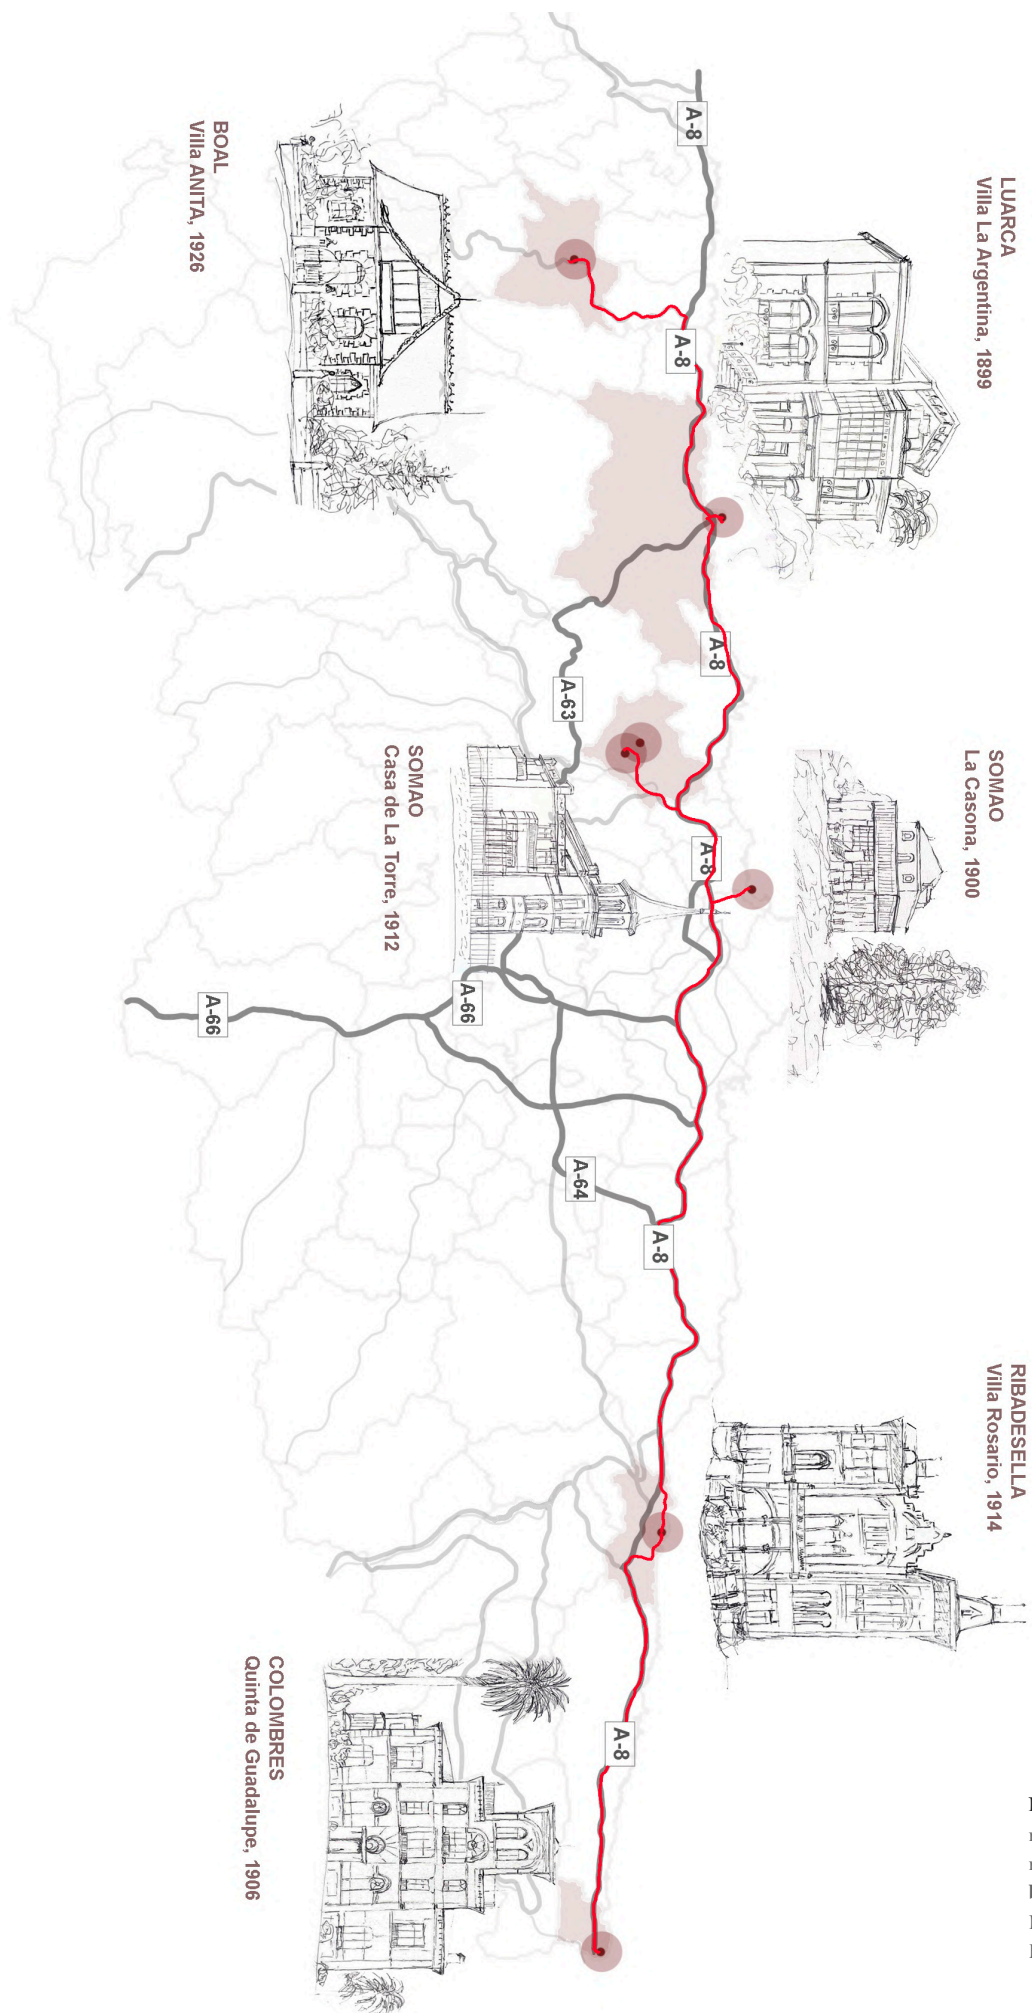 LUARCA
Villa La Argentina, 1899
SOMAO
La Casona, 1900
RIBADESELLA
Villa Rosario, 1914
A-8
A-8
A-8
A-8
A-8
A-8
A-63
A-64
A-66
A-66
BOAL
Villa ANITA, 1926
SOMAO
Casa de La Torre, 1912
COLOMBRES
Quinta de Guadalupe, 1906